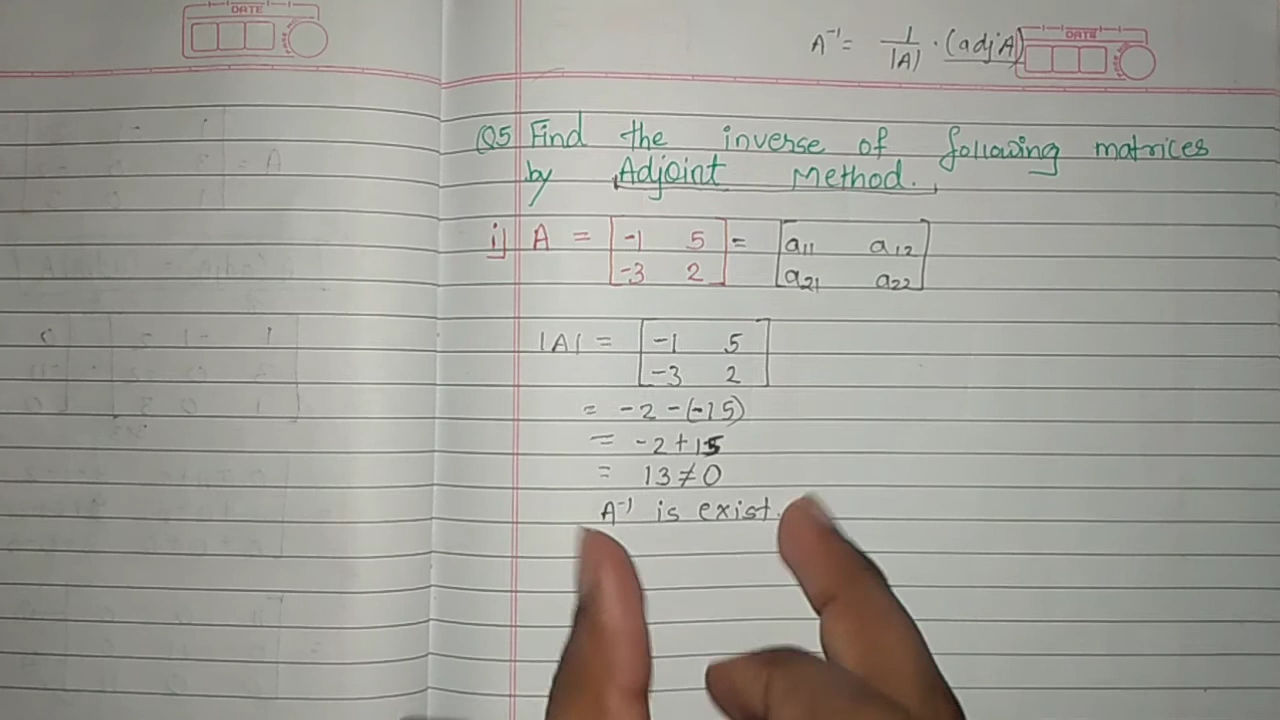 DATE
DATE
A⁻¹ = 1/|A| . (adj A)
Q5 Find the inverse of following matrices
by Adjoint Method.
i) A = [-1 5 = [a₁₁ a₁₂
-3 2] a₂₁ a₂₂]
|A| = [-1 5
-3 2]
= -2-(-15)
= -2+15
= 13≠0
A⁻¹ is exist.